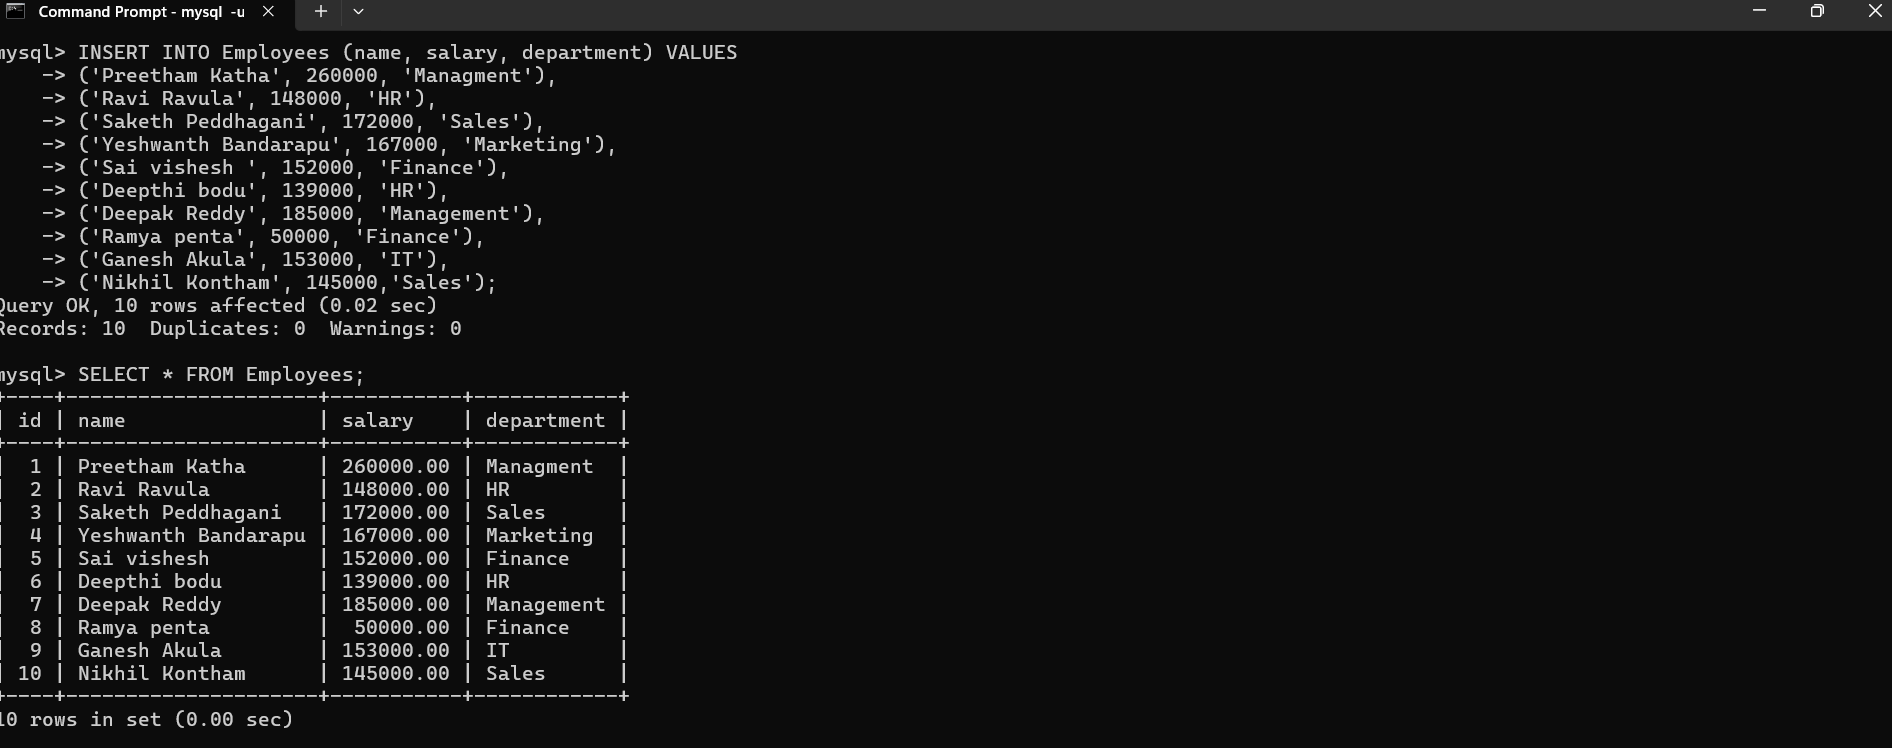 Command Prompt - mysql -u
mysql> INSERT INTO Employees (name, salary, department) VALUES
    -> ('Preetham Katha', 260000, 'Managment'),
    -> ('Ravi Ravula', 148000, 'HR'),
    -> ('Saketh Peddhagani', 172000, 'Sales'),
    -> ('Yeshwanth Bandarapu', 167000, 'Marketing'),
    -> ('Sai vishesh ', 152000, 'Finance'),
    -> ('Deepthi bodu', 139000, 'HR'),
    -> ('Deepak Reddy', 185000, 'Management'),
    -> ('Ramya penta', 50000, 'Finance'),
    -> ('Ganesh Akula', 153000, 'IT'),
    -> ('Nikhil Kontham', 145000,'Sales');
Query OK, 10 rows affected (0.02 sec)
Records: 10  Duplicates: 0  Warnings: 0

mysql> SELECT * FROM Employees;
+----+---------------------+-----------+------------+
| id | name                | salary    | department |
+----+---------------------+-----------+------------+
|  1 | Preetham Katha      | 260000.00 | Managment  |
|  2 | Ravi Ravula         | 148000.00 | HR         |
|  3 | Saketh Peddhagani   | 172000.00 | Sales      |
|  4 | Yeshwanth Bandarapu | 167000.00 | Marketing  |
|  5 | Sai vishesh         | 152000.00 | Finance    |
|  6 | Deepthi bodu        | 139000.00 | HR         |
|  7 | Deepak Reddy        | 185000.00 | Management |
|  8 | Ramya penta         |  50000.00 | Finance    |
|  9 | Ganesh Akula        | 153000.00 | IT         |
| 10 | Nikhil Kontham      | 145000.00 | Sales      |
+----+---------------------+-----------+------------+
10 rows in set (0.00 sec)